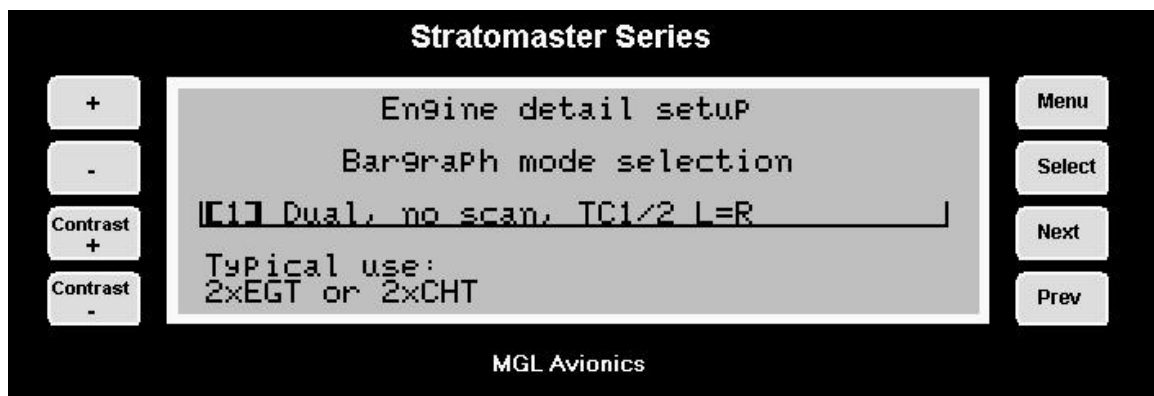 Stratomaster Series
+
-
Contrast
+
Contrast
-
Engine detail setup
Bargraph mode selection
[1] Dual, no scan, TC1/2 L=R
Typical use:
2xEGT or 2xCHT
Menu
Select
Next
Prev
MGL Avionics